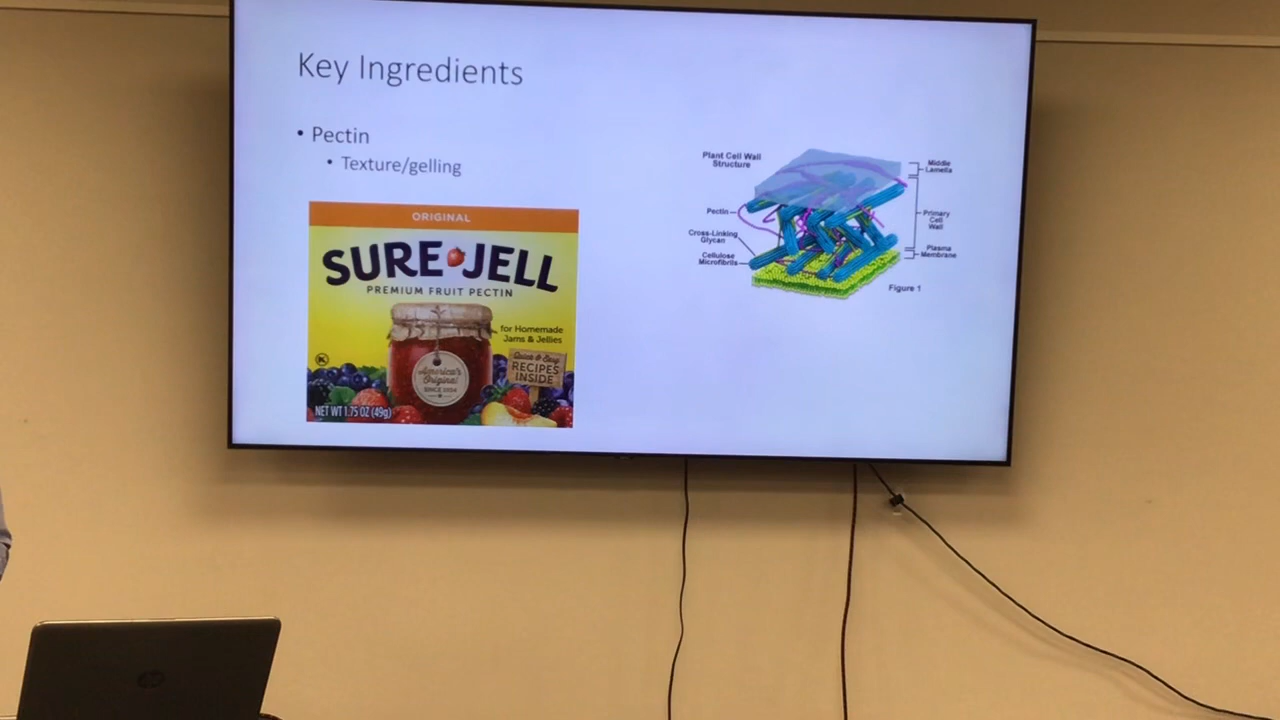 Key Ingredients
• Pectin
• Texture/gelling
ORIGINAL
SURE JELL
PREMIUM FRUIT PECTIN
for Homemade
Jams & Jellies
America's
Original
SINCE 1934
Quick & Easy
RECIPES
INSIDE
K
NET WT 1.75 OZ (49g)
Plant Cell Wall
Structure
Middle
Lamella
Pectin
Primary
Cell
Wall
Cross-Linking
Glycan
Cellulose
Microfibrils
Plasma
Membrane
Figure 1
hp